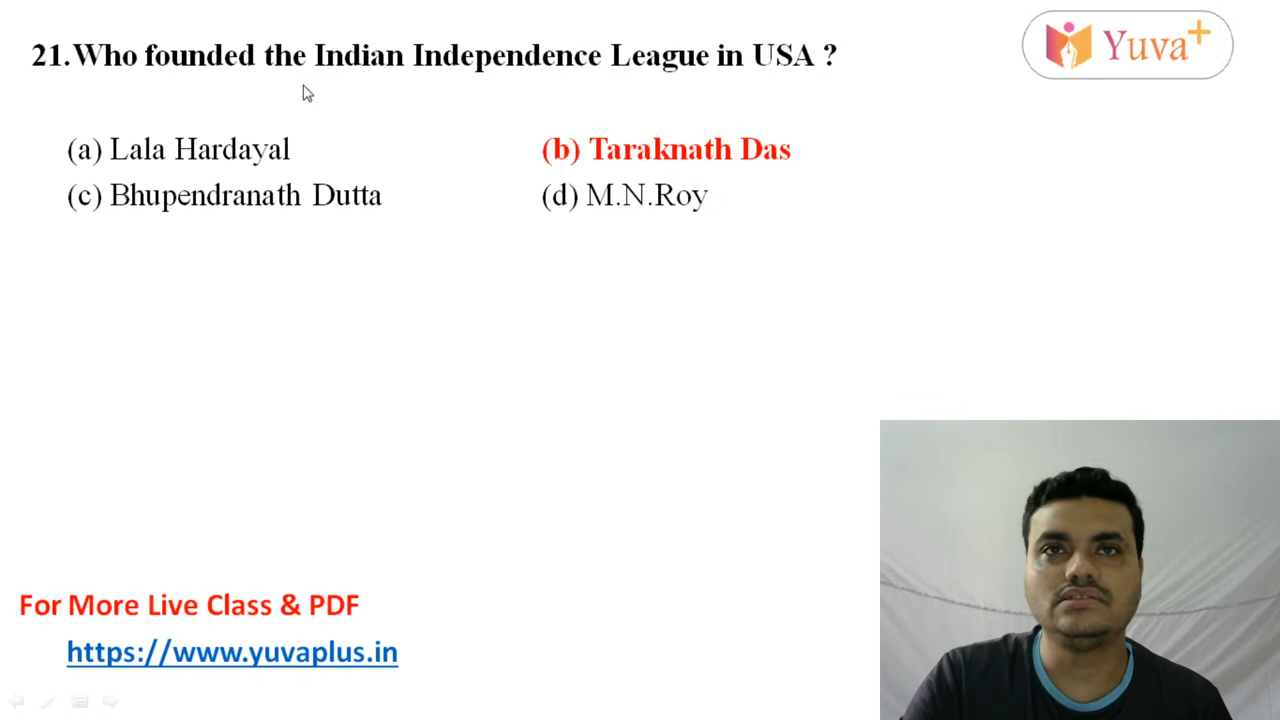 21.Who founded the Indian Independence League in USA ?
Yuva+
(a) Lala Hardayal (b) Taraknath Das
(c) Bhupendranath Dutta (d) M.N.Roy
For More Live Class & PDF
https://www.yuvaplus.in